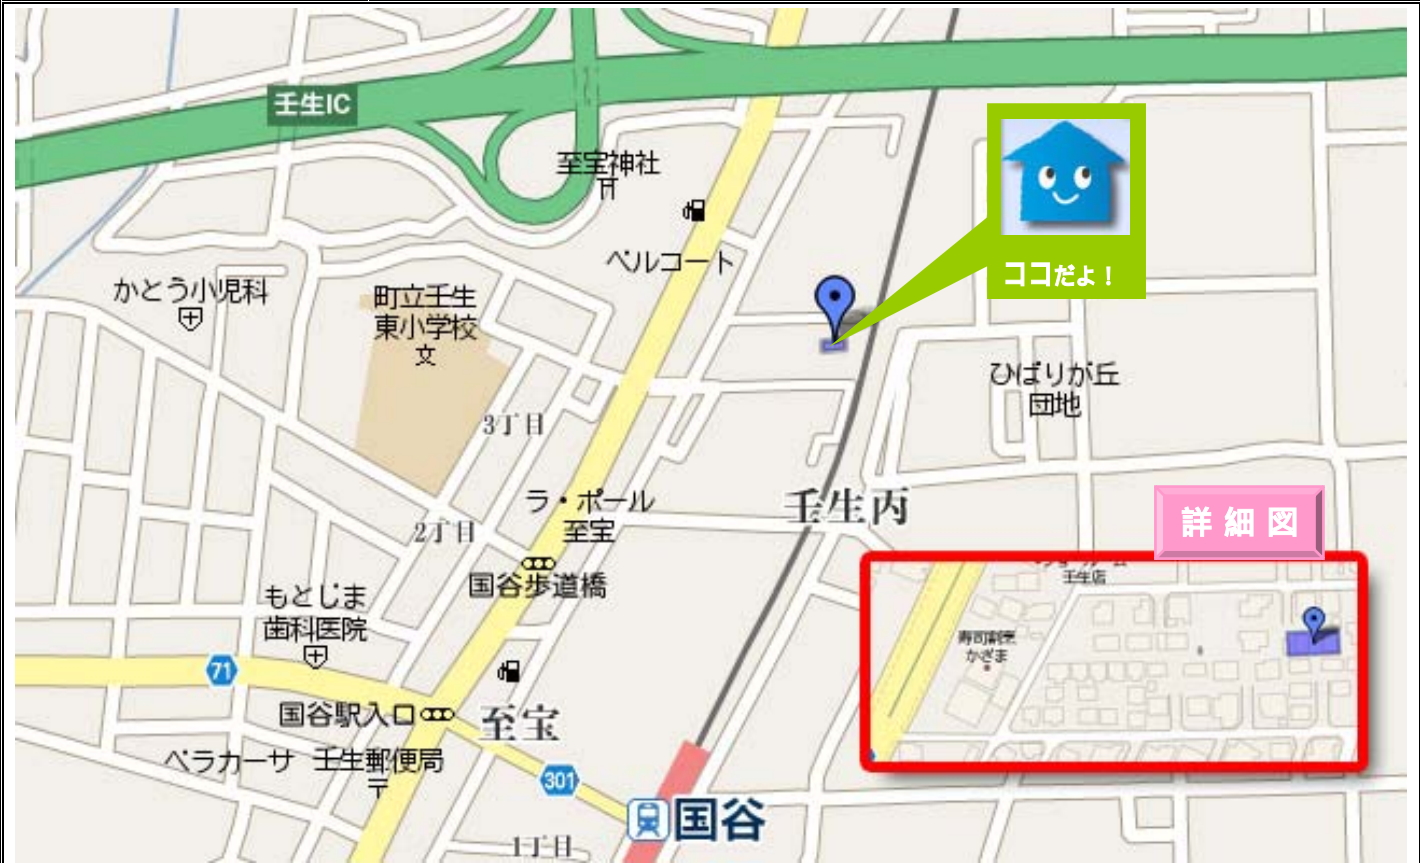 壬生IC
至宝神社
ベルコート
ココだよ!
かとう小児科
町立壬生
東小学校
文
ひばりが丘
団地
3丁目
ラ・ポール
至宝
壬生丙
2丁目
国谷歩道橋
詳細図
壬生店
寿司割烹
かざま
もとじま
歯科医院
71
国谷駅入口
至宝
ベラカーサ
壬生郵便局
〒
301
国谷
1丁目